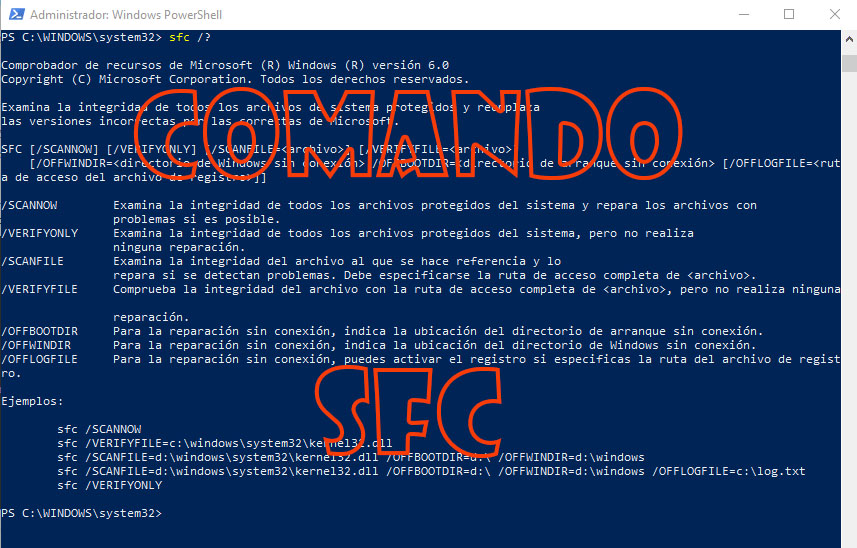 Administrador: Windows PowerShell
PS C:\WINDOWS\system32> sfc /?
Comprobador de recursos de Microsoft (R) Windows (R) versión 6.0
Copyright (C) Microsoft Corporation. Todos los derechos reservados.
Examina la integridad de todos los archivos de sistema protegidos y reemplaza
las versiones incorrectas por las correctas de Microsoft.
COMANDO
SFC [/SCANNOW] [/VERIFYONLY] [/SCANFILE=<archivo>] [/VERIFYFILE=<archivo>]
[/OFFWINDIR=<directorio de Windows sin conexión> /OFFBOOTDIR=<directorio de arranque sin conexión> [/OFFLOGFILE=<rut
a de acceso del archivo de registro>]]
/SCANNOW Examina la integridad de todos los archivos protegidos del sistema y repara los archivos con
problemas si es posible.
/VERIFYONLY Examina la integridad de todos los archivos protegidos del sistema, pero no realiza
ninguna reparación.
/SCANFILE Examina la integridad del archivo al que se hace referencia y lo
repara si se detectan problemas. Debe especificarse la ruta de acceso completa de <archivo>.
/VERIFYFILE Comprueba la integridad del archivo con la ruta de acceso completa de <archivo>, pero no realiza ninguna
reparación.
/OFFBOOTDIR Para la reparación sin conexión, indica la ubicación del directorio de arranque sin conexión.
/OFFWINDIR Para la reparación sin conexión, indica la ubicación del directorio de Windows sin conexión.
/OFFLOGFILE Para la reparación sin conexión, puedes activar el registro si especificas la ruta del archivo de regist
ro.
Ejemplos:
SFC
sfc /SCANNOW
sfc /VERIFYFILE=c:\windows\system32\kernel32.dll
sfc /SCANFILE=d:\windows\system32\kernel32.dll /OFFBOOTDIR=d:\ /OFFWINDIR=d:\windows
sfc /SCANFILE=d:\windows\system32\kernel32.dll /OFFBOOTDIR=d:\ /OFFWINDIR=d:\windows /OFFLOGFILE=c:\log.txt
sfc /VERIFYONLY
PS C:\WINDOWS\system32>